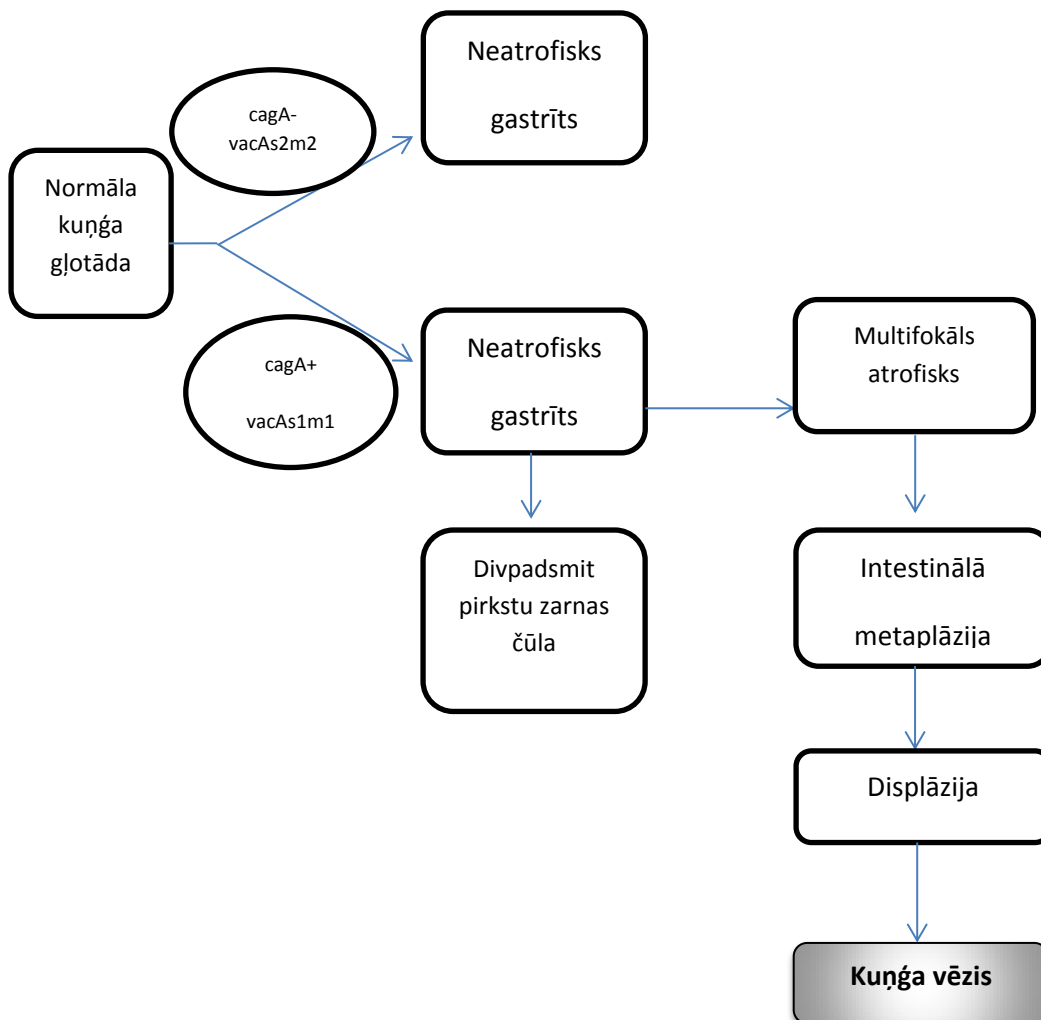 Normāla
kuņģa
gļotāda
cagA-
vacAs2m2
Neatrofisks
gastrīts
cagA+
vacAs1m1
Neatrofisks
gastrīts
Divpadsmit
pirkstu zarnas
čūla
Multifokāls
atrofisks
Intestinālā
metaplāzija
Displāzija
Kuņģa vēzis